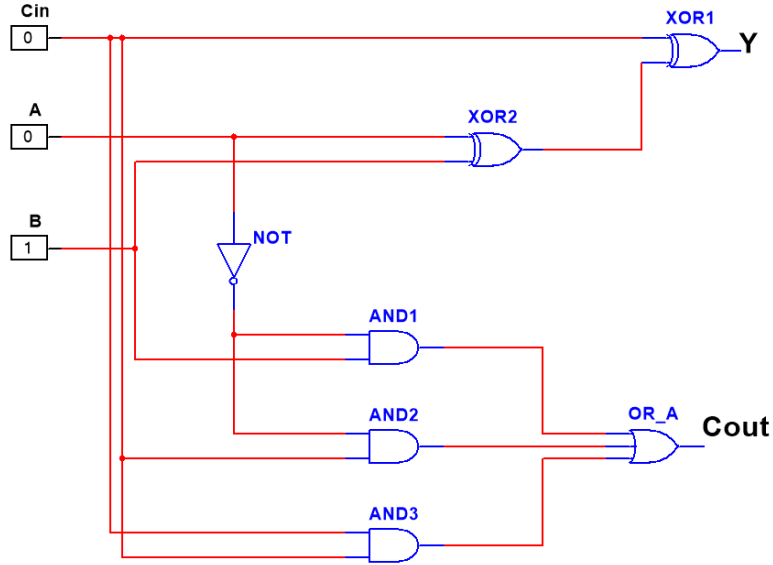 Cin
0
XOR1
Y
A
0
XOR2
B
1
NOT
AND1
AND2
OR_A
Cout
AND3